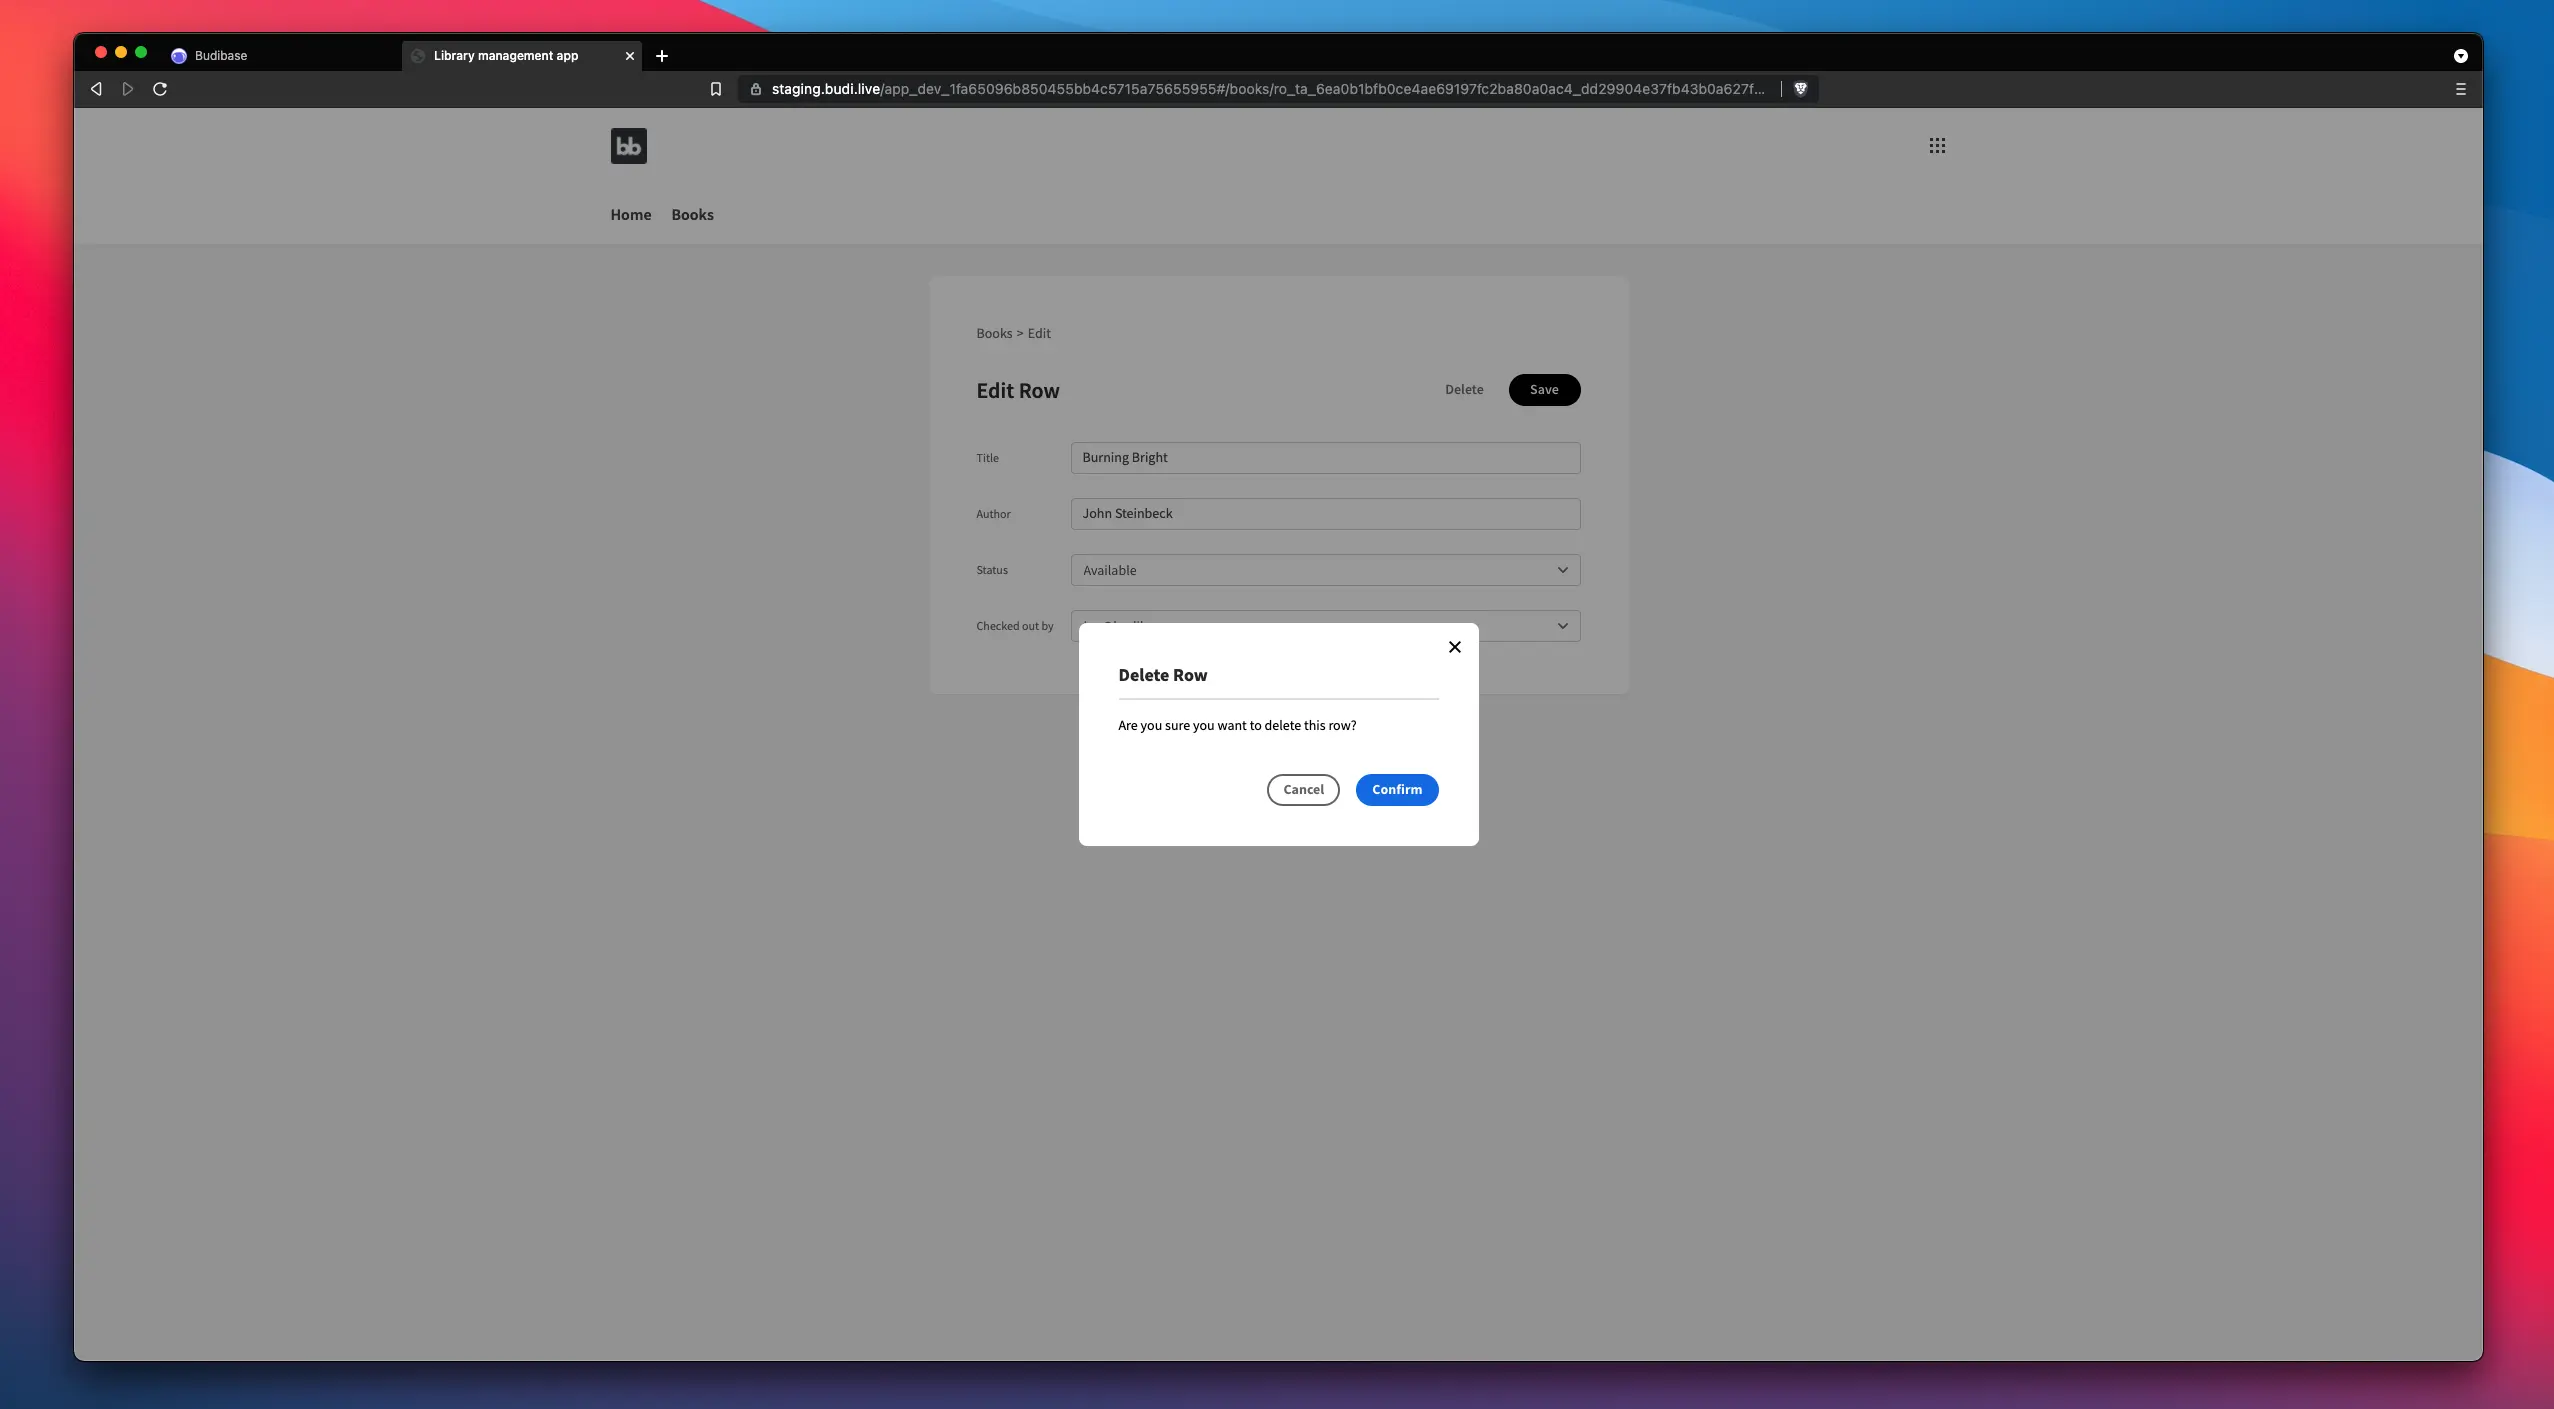 Budibase
Library management app
staging.budi.live/app_dev_1fa65096b850455bb4c5715a75655955#/books/ro_ta_6ea0b1bfb0ce4ae69197fc2ba80a0ac4_dd29904e37fb43b0a627f...
bb
Home Books
Books > Edit
Edit Row
Delete
Save
Title
Burning Bright
Author
John Steinbeck
Status
Available
Checked out by
Delete Row
Are you sure you want to delete this row?
Cancel
Confirm